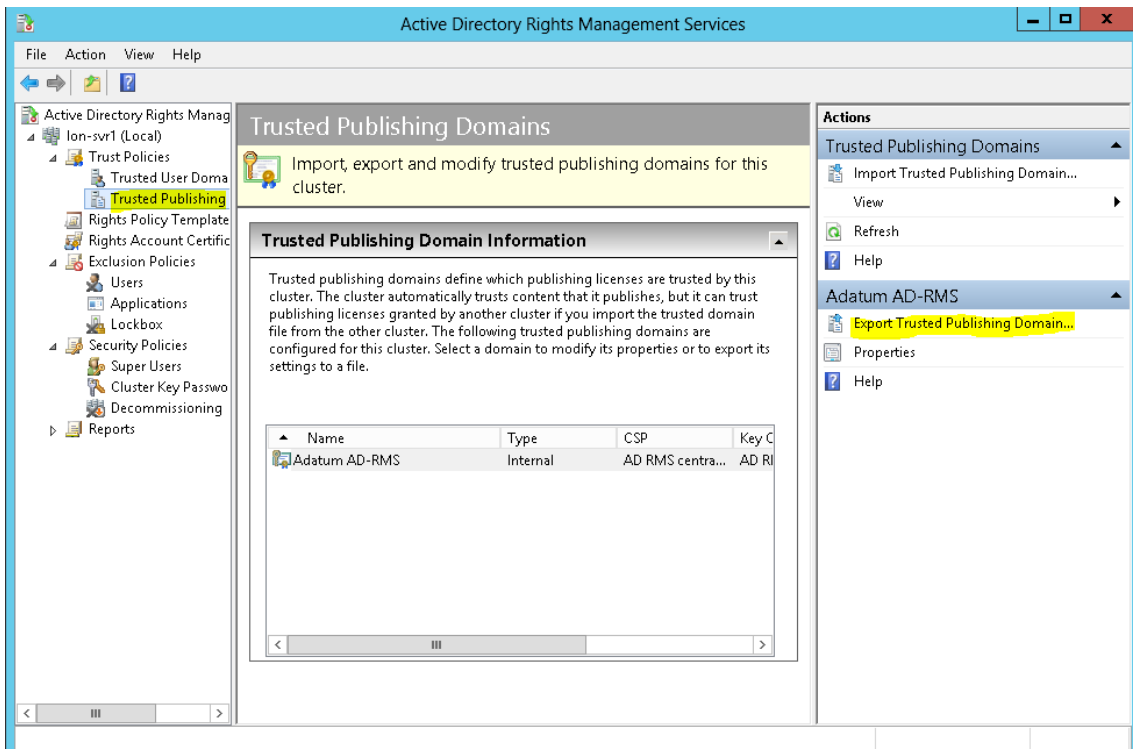 Active Directory Rights Management Services
File Action View Help
Active Directory Rights Manag
lon-svr1 (Local)
Trust Policies
Trusted User Doma
Trusted Publishing
Rights Policy Template
Rights Account Certific
Exclusion Policies
Users
Applications
Lockbox
Security Policies
Super Users
Cluster Key Passwo
Decommissioning
Reports
Trusted Publishing Domains
Import, export and modify trusted publishing domains for this
cluster.
Trusted Publishing Domain Information
Trusted publishing domains define which publishing licenses are trusted by this
cluster. The cluster automatically trusts content that it publishes, but it can trust
publishing licenses granted by another cluster if you import the trusted domain
file from the other cluster. The following trusted publishing domains are
configured for this cluster. Select a domain to modify its properties or to export its
settings to a file.
Name Type CSP Key C
Adatum AD-RMS Internal AD RMS centra... AD RI
Actions
Trusted Publishing Domains
Import Trusted Publishing Domain...
View
Refresh
Help
Adatum AD-RMS
Export Trusted Publishing Domain...
Properties
Help